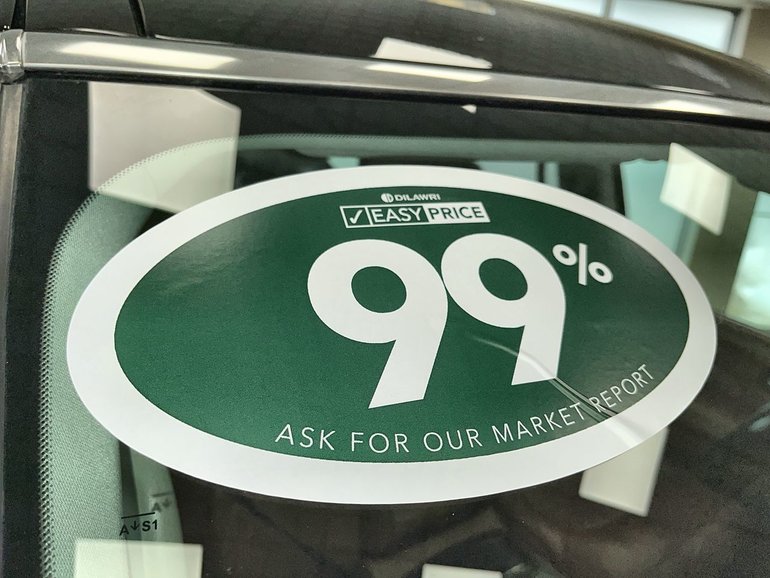 DILAWRI
✓ EASY PRICE
99%
ASK FOR OUR MARKET REPORT
A↓S1